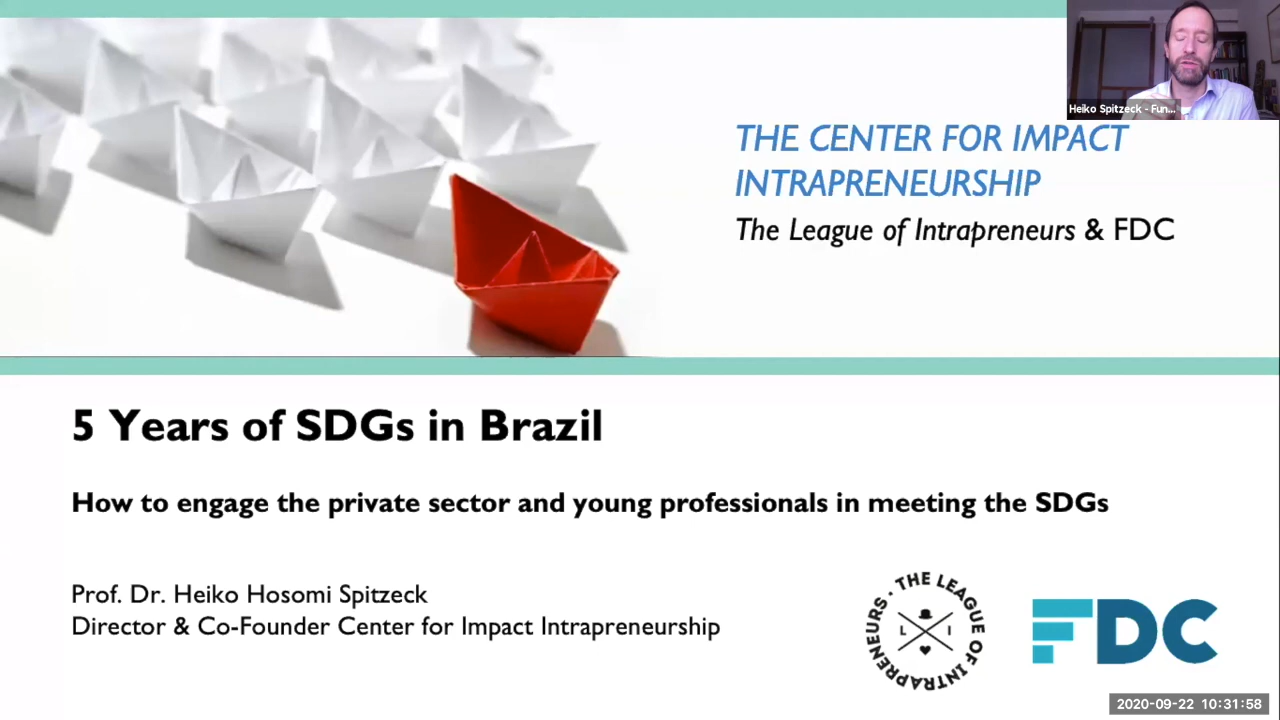 Heiko Spitzeck - Fun...
THE CENTER FOR IMPACT
INTRAPRENEURSHIP
The League of Intrapreneurs & FDC
5 Years of SDGs in Brazil
How to engage the private sector and young professionals in meeting the SDGs
Prof. Dr. Heiko Hosomi Spitzeck
Director & Co-Founder Center for Impact Intrapreneurship
· THE LEAGUE OF INTRAPRENEURS
L I
FDC
2020-09-22 10:31:58